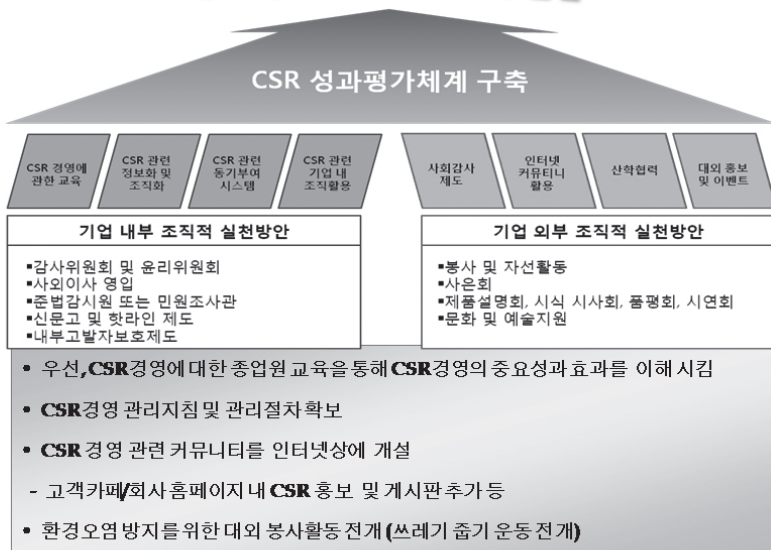 CSR 성과평가체계 구축
CSR 경영에
관한 교육
CSR 관련
정보화 및
조직화
CSR 관련
동기부여
시스템
CSR 관련
기업 내
조직활용
사회감사
제도
인터넷
커뮤티니
활용
산학협력
대외 홍보
및 이벤트
기업 내부 조직적 실천방안
▪감사위원회 및 윤리위원회
▪사외이사 영입
▪준법감시원 또는 민원조사관
▪신문고 및 핫라인 제도
▪내부고발자보호제도
기업 외부 조직적 실천방안
▪봉사 및 자선활동
▪사은회
▪제품설명회, 시식 시사회, 품평회, 시연회
▪문화 및 예술지원
• 우선,CSR경영에 대한 종업원 교육을 통해 CSR경영의 중요성과 효과를 이해 시킴
• CSR경영 관리지침 및 관리절차 확보
• CSR 경영 관련 커뮤니티를 인터넷상에 개설
- 고객카페/회사 홈페이지 내 CSR 홍보 및 게시판 추가 등
• 환경오염 방지를 위한 대외 봉사활동 전개 (쓰레기 줍기 운동 전개)